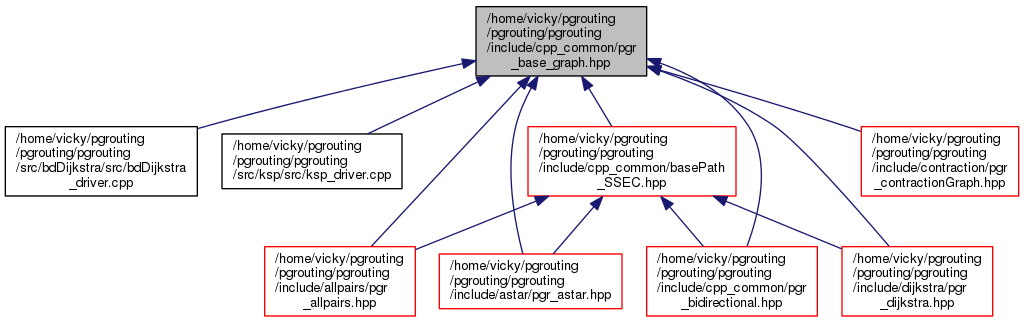 /home/vicky/pgrouting
/pgrouting/pgrouting
/include/cpp_common/pgr
_base_graph.hpp
/home/vicky/pgrouting
/pgrouting/pgrouting
/src/bdDijkstra/src/bdDijkstra
_driver.cpp
/home/vicky/pgrouting
/pgrouting/pgrouting
/src/ksp/src/ksp_driver.cpp
/home/vicky/pgrouting
/pgrouting/pgrouting
/include/cpp_common/basePath
_SSEC.hpp
/home/vicky/pgrouting
/pgrouting/pgrouting
/include/contraction/pgr
_contractionGraph.hpp
/home/vicky/pgrouting
/pgrouting/pgrouting
/include/allpairs/pgr
_allpairs.hpp
/home/vicky/pgrouting
/pgrouting/pgrouting
/include/astar/pgr_astar.hpp
/home/vicky/pgrouting
/pgrouting/pgrouting
/include/cpp_common/pgr
_bidirectional.hpp
/home/vicky/pgrouting
/pgrouting/pgrouting
/include/dijkstra/pgr
_dijkstra.hpp